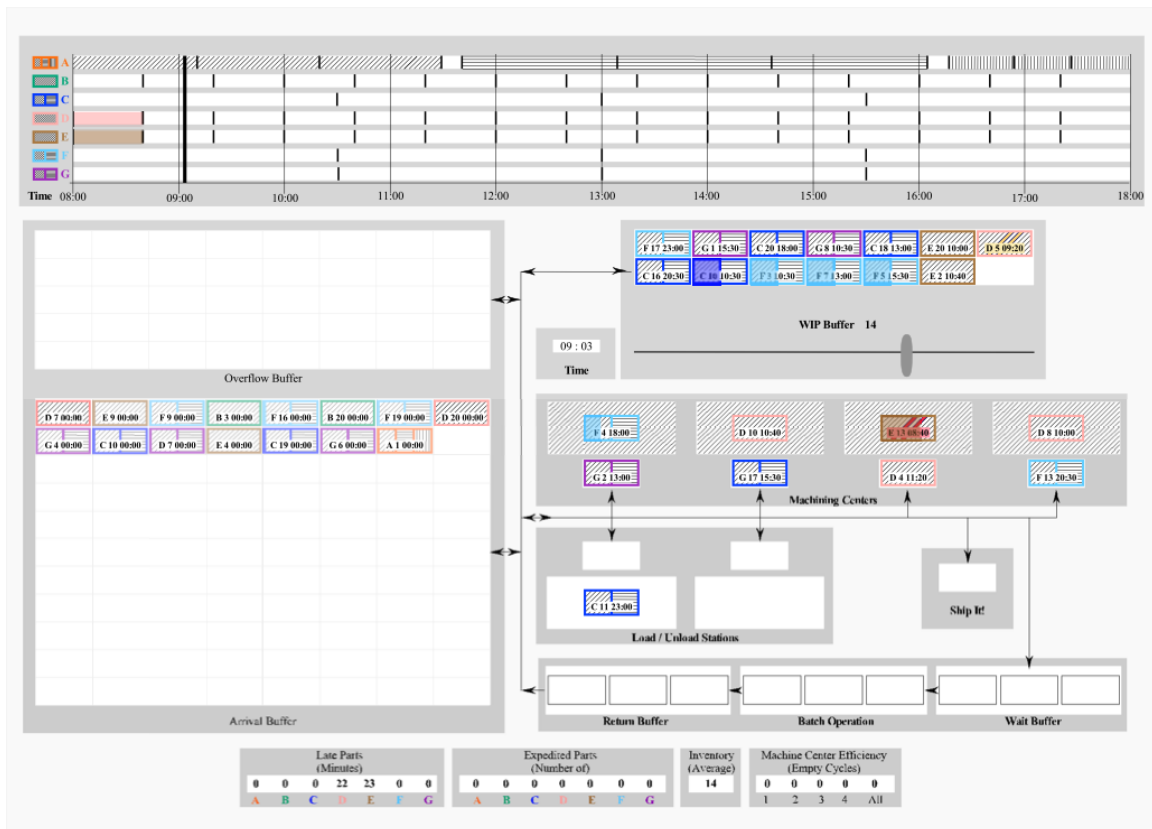 A
B
C
D
E
F
G
Time 08:00 09:00 10:00 11:00 12:00 13:00 14:00 15:00 16:00 17:00 18:00
F 17 23:00 G 1 15:30 C 20 18:00 G 8 10:30 C 18 13:00 E 20 10:00 D 5 09:20
C 16 20:30 C 10 10:30 F 3 10:30 F 7 13:00 F 5 15:30 E 2 10:40
WIP Buffer 14
09 : 03
Time
Overflow Buffer
D 7 00:00 E 9 00:00 F 9 00:00 B 3 00:00 F 16 00:00 B 20 00:00 F 19 00:00 D 20 00:00
G 4 00:00 C 10 00:00 D 7 00:00 E 4 00:00 C 19 00:00 G 6 00:00 A 1 00:00
Arrival Buffer
F 4 18:00 D 10 10:40 E 13 08:40 D 8 10:00
G 2 13:00 G 17 15:30 D 4 11:20 F 13 20:30
Machining Centers
C 11 23:00
Load / Unload Stations
Ship It!
Return Buffer Batch Operation Wait Buffer
Late Parts
(Minutes)
0 0 0 22 23 0 0
A B C D E F G
Expedited Parts
(Number of)
0 0 0 0 0 0 0
A B C D E F G
Inventory
(Average)
14
Machine Center Efficiency
(Empty Cycles)
0 0 0 0 0
1 2 3 4 All